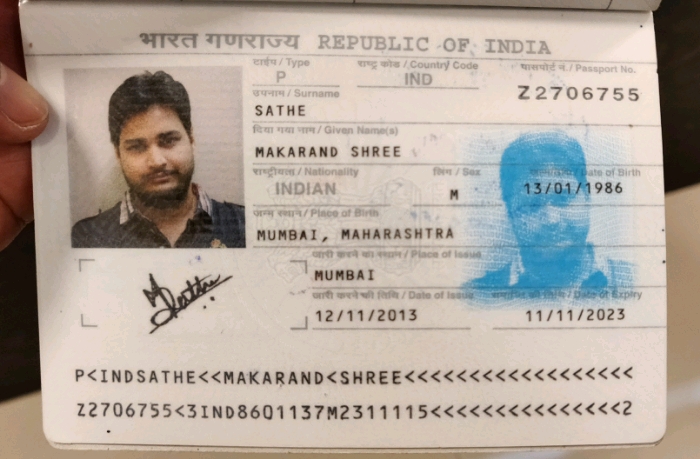 भारत गणराज्य REPUBLIC OF INDIA
टाईप / Type राष्ट्र कोड / Country Code पासपोर्ट नं. / Passport No.
P IND Z2706755
उपनाम / Surname
SATHE
दिया गया नाम / Given Name(s)
MAKARAND SHREE
राष्ट्रीयता / Nationality लिंग / Sex जन्मतिथि / Date of Birth
INDIAN M 13/01/1986
जन्म स्थान / Place of Birth
MUMBAI, MAHARASHTRA
जारी करने का स्थान / Place of Issue
MUMBAI
जारी करने की तिथि / Date of Issue समाप्ति की तिथि / Date of Expiry
12/11/2013 11/11/2023
P<INDSATHE<<MAKARAND<SHREE<<<<<<<<<<<<<<<<<<
Z2706755<3IND8601137M2311115<<<<<<<<<<<<<<<2